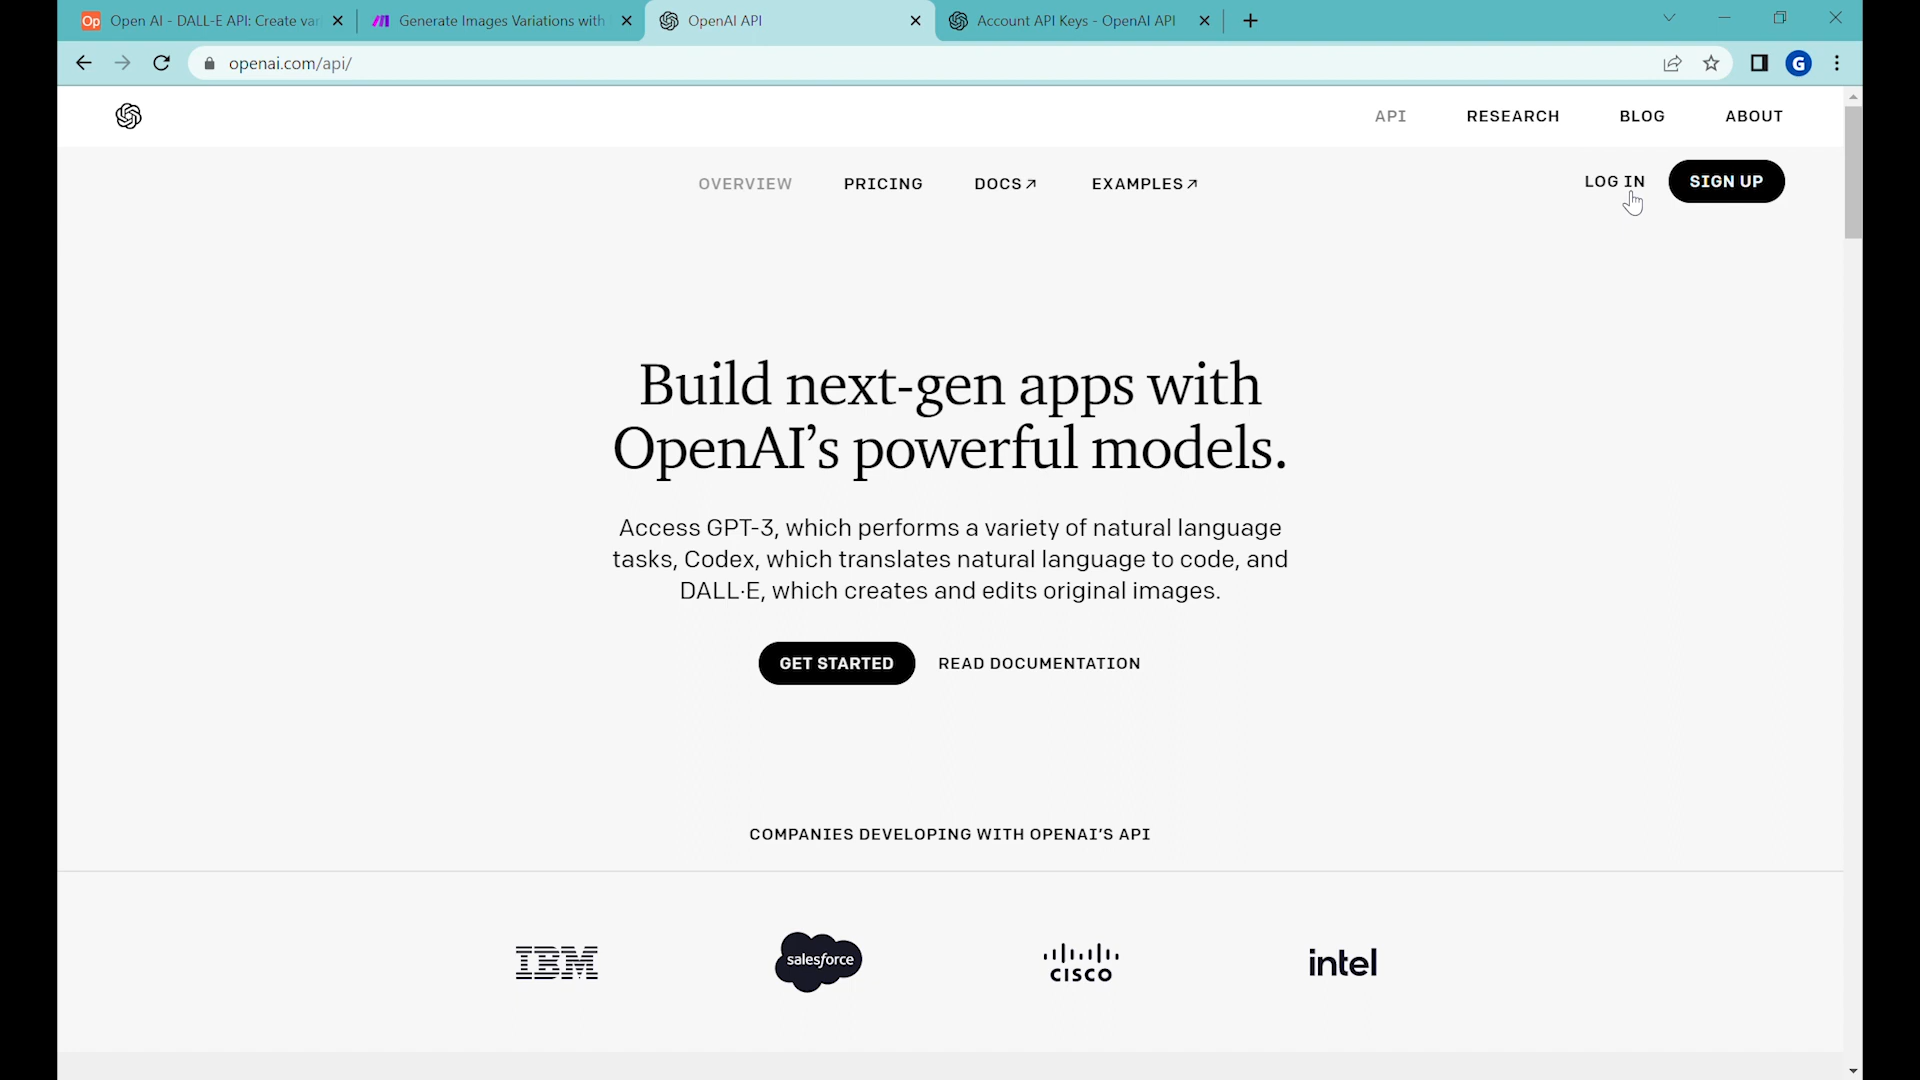 Op Open AI - DALL-E API: Create var
Generate Images Variations with
OpenAI API
Account API Keys - OpenAI API
openai.com/api/
G
API
RESEARCH
BLOG
ABOUT
OVERVIEW
PRICING
DOCS↗
EXAMPLES↗
LOG IN
SIGN UP
Build next-gen apps with
OpenAI’s powerful models.
Access GPT-3, which performs a variety of natural language
tasks, Codex, which translates natural language to code, and
DALL·E, which creates and edits original images.
GET STARTED
READ DOCUMENTATION
COMPANIES DEVELOPING WITH OPENAI’S API
IBM
salesforce
CISCO
intel